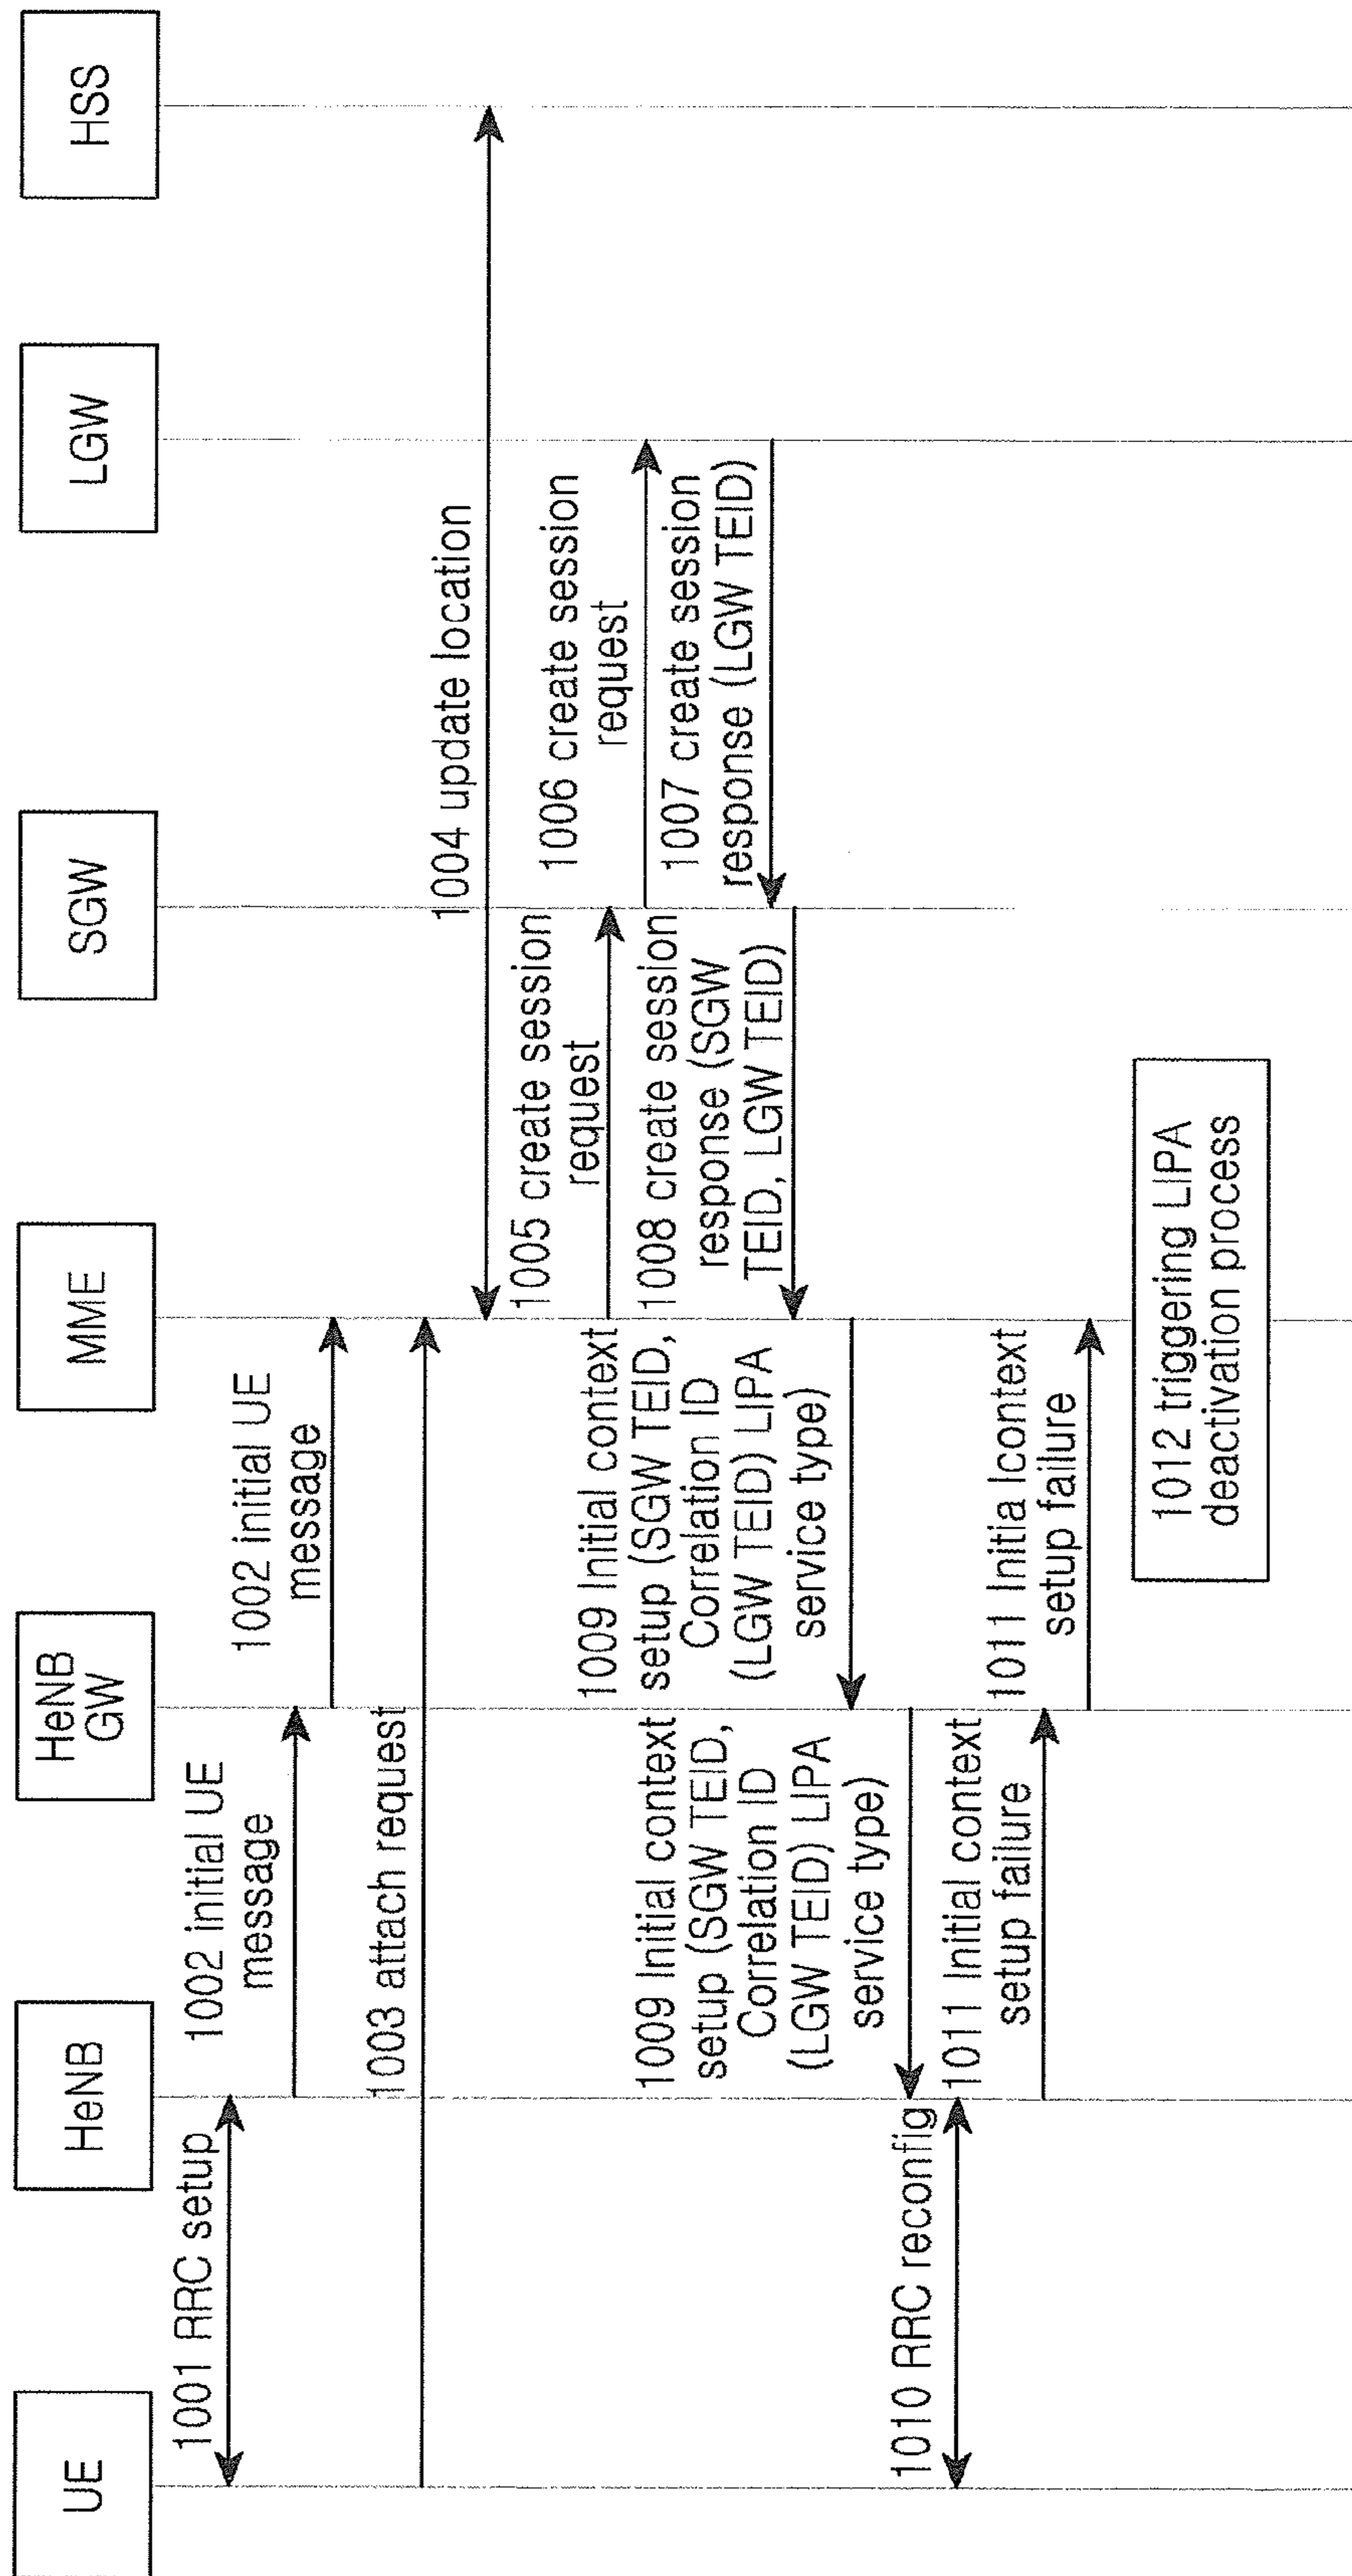 UE
HeNB
HeNB
GW
MME
SGW
LGW
HSS
1001 RRC setup
1002 initial UE
message
1002 initial UE
message
1003 attach request
1004 update location
1005 create session
request
1006 create session
request
1007 create session
response (LGW TEID)
1008 create session
response (SGW
TEID, LGW TEID)
1009 Initial context
setup (SGW TEID,
Correlation ID
(LGW TEID) LIPA
service type)
1009 Initial context
setup (SGW TEID,
Correlation ID
(LGW TEID) LIPA
service type)
1010 RRC reconfig
1011 Initial context
setup failure
1011 Initia lcontext
setup failure
1012 triggering LIPA
deactivation process